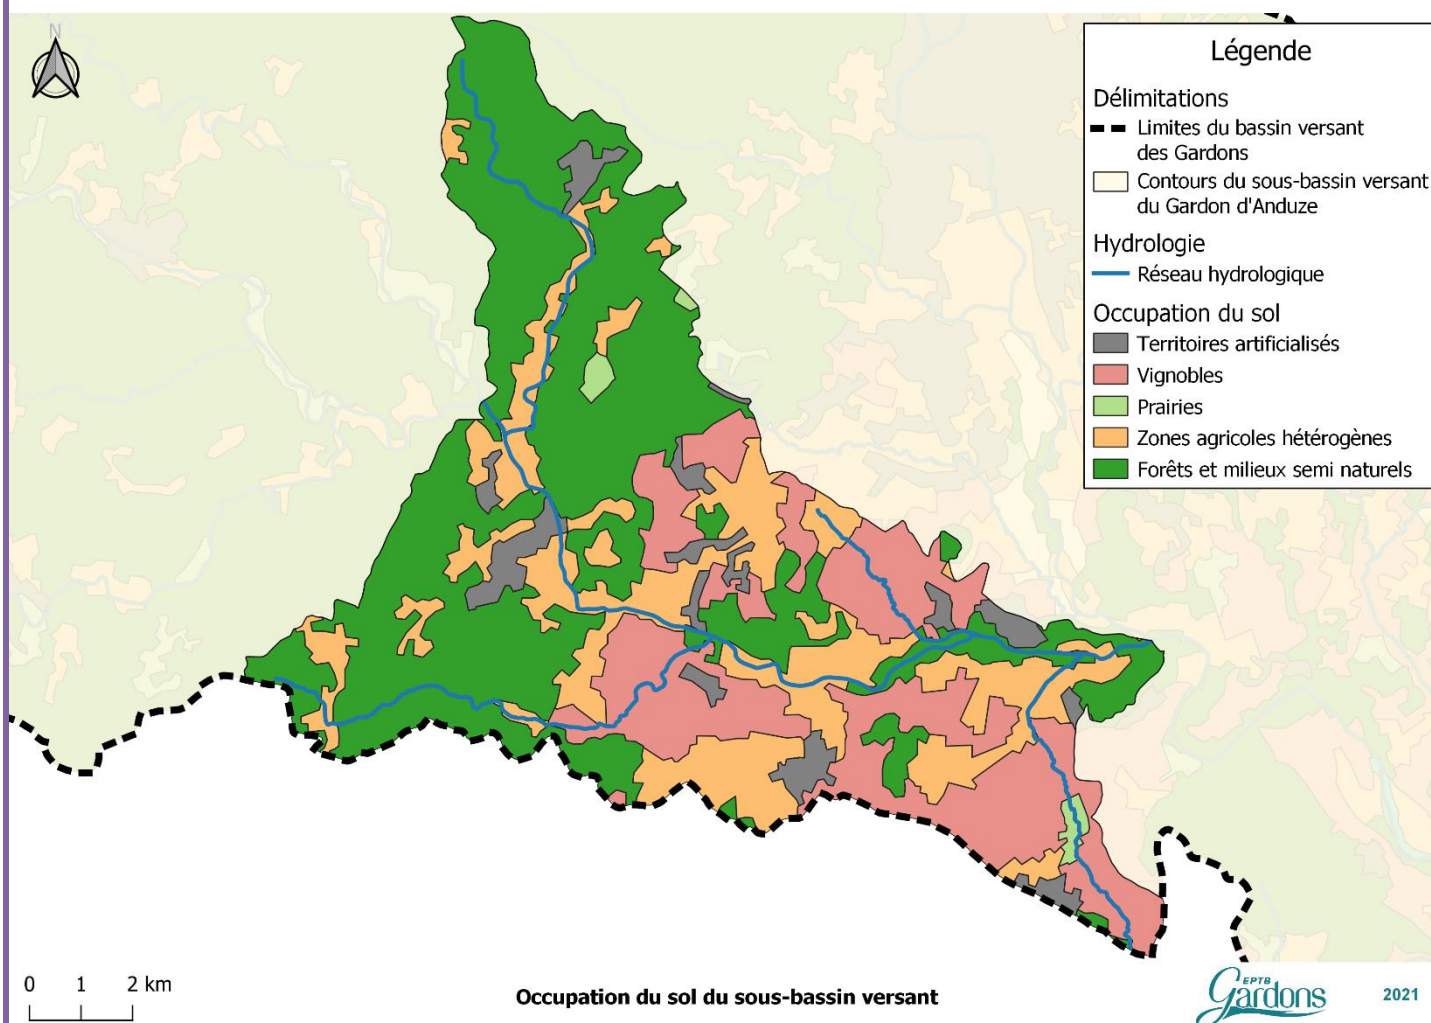 N
Légende
Délimitations
Limites du bassin versant
des Gardons
Contours du sous-bassin versant
du Gardon d'Anduze
Hydrologie
Réseau hydrologique
Occupation du sol
Territoires artificialisés
Vignobles
Prairies
Zones agricoles hétérogènes
Forêts et milieux semi naturels
0 1 2 km
Occupation du sol du sous-bassin versant
EPTB
Gardons
2021